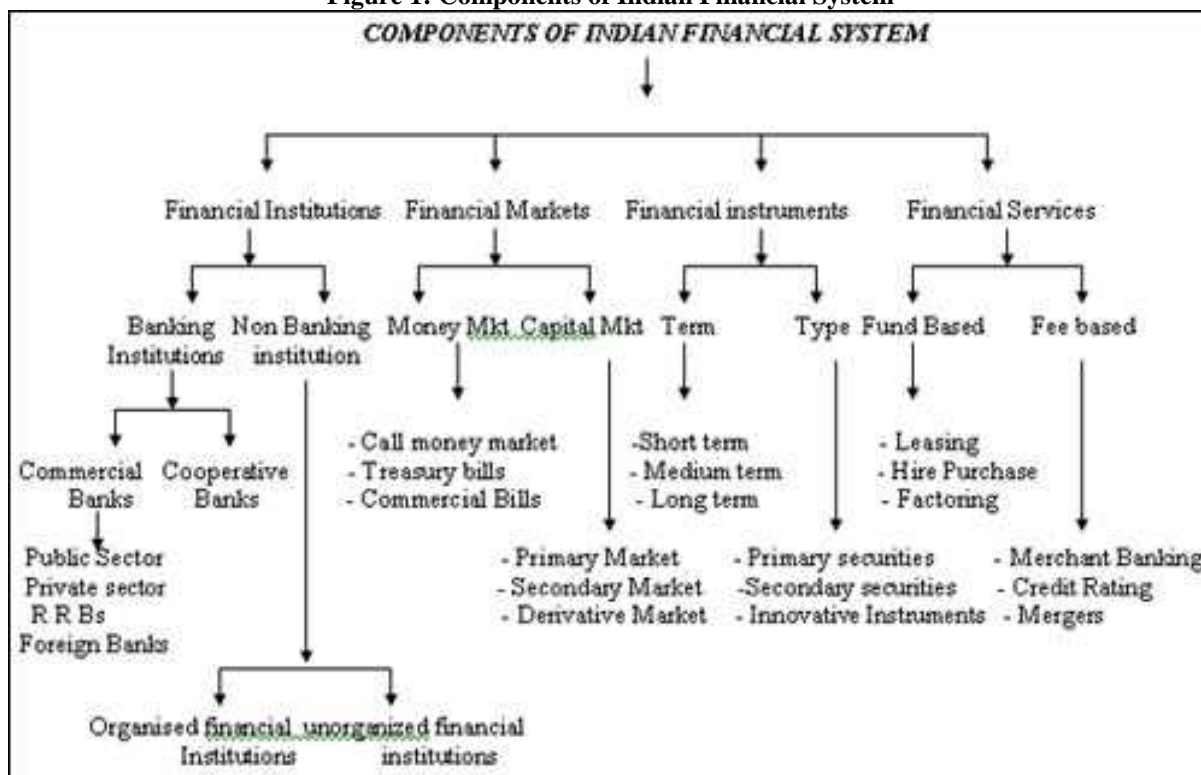 Figure 1: Components of Indian Financial System
COMPONENTS OF INDIAN FINANCIAL SYSTEM
Financial Institutions Financial Markets Financial instruments Financial Services
Banking Institutions
Non Banking institution
Money Mkt Capital Mkt Term Type Fund Based Fee based
Commercial Banks
Cooperative Banks
- Call money market
- Treasury bills
- Commercial Bills
-Short term
- Medium term
- Long term
- Leasing
- Hire Purchase
- Factoring
Public Sector
Private sector
R R Bs
Foreign Banks
- Primary Market
- Secondary Market
- Derivative Market
- Primary securities
-Secondary securities
- Innovative Instruments
- Merchant Banking
- Credit Rating
- Mergers
Organised financial Institutions
unorganized financial institutions